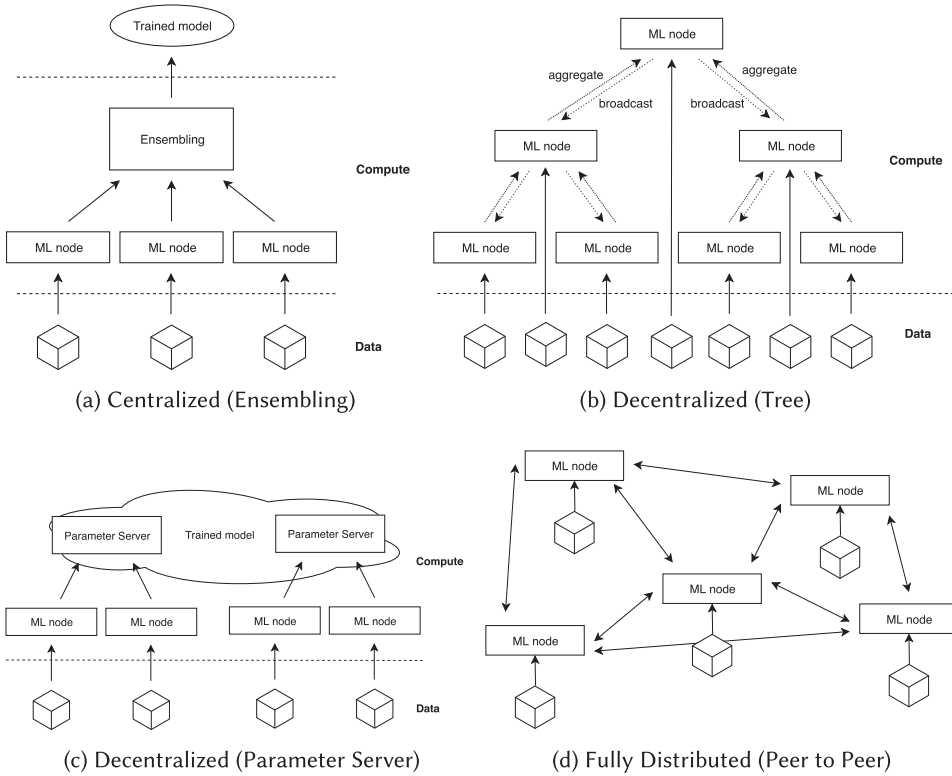 Trained model
Ensembling
Compute
ML node
ML node
ML node
Data
(a) Centralized (Ensembling)
ML node
aggregate
aggregate
broadcast
broadcast
ML node
ML node
Compute
ML node
ML node
ML node
ML node
Data
(b) Decentralized (Tree)
Parameter Server
Trained model
Parameter Server
Compute
ML node
ML node
ML node
ML node
Data
(c) Decentralized (Parameter Server)
ML node
ML node
ML node
ML node
ML node
(d) Fully Distributed (Peer to Peer)